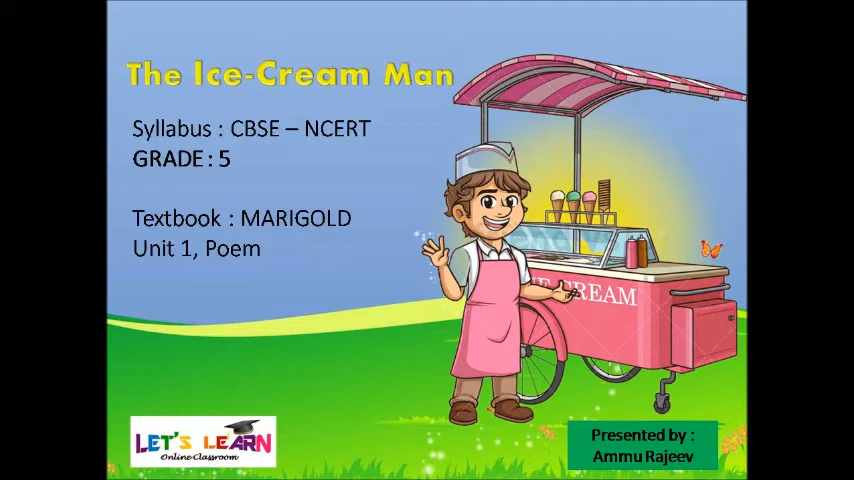 The Ice-Cream Man
Syllabus : CBSE – NCERT
GRADE : 5
Textbook : MARIGOLD
Unit 1, Poem
CREAM
LET'S LEARN
Online Classroom
Presented by :
Ammu Rajeev